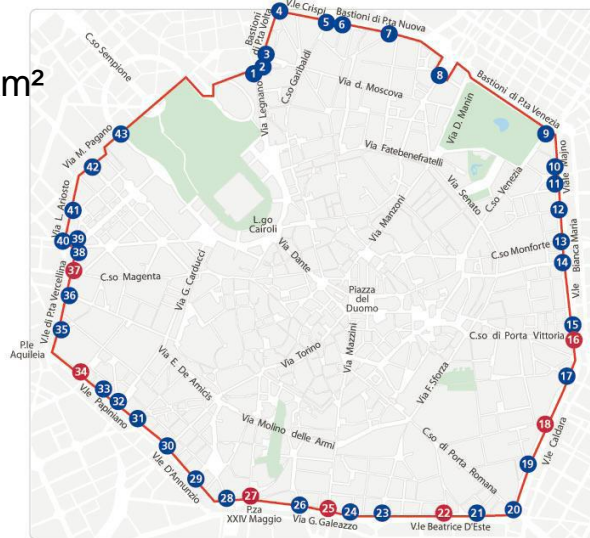 m²
V.le Crispi
Bastioni di P.ta Nuova
Bastioni
di P.ta Volta
4
5
6
7
3
2
1
8
C.so Sempione
Via Legnano
C.so Garibaldi
Via d. Moscova
Via D. Manin
Bastioni di P.ta Venezia
9
43
Via M. Pagano
42
Via Fatebenefratelli
Via Senato
C.so Venezia
10
11
Viale Majno
12
41
Via L. Ariosto
L.go
Cairoli
Via Manzoni
40
39
38
Via Dante
C.so Monforte
13
14
V.le Bianca Maria
37
C.so Magenta
Via G. Carducci
36
V.le di P.ta Vercellina
Piazza
del
Duomo
35
P.le
Aquileia
15
C.so di Porta Vittoria
16
Via Torino
Via Mazzini
34
Via E. De Amicis
Via F. Sforza
17
33
32
V.le Papiniano
31
18
V.le Caldara
Via Molino delle Armi
C.so di Porta Romana
30
19
V.le D'Annunzio
29
28
27
26
25
24
23
22
21
20
P.za
XXIV Maggio
Via G. Galeazzo
V.le Beatrice D'Este